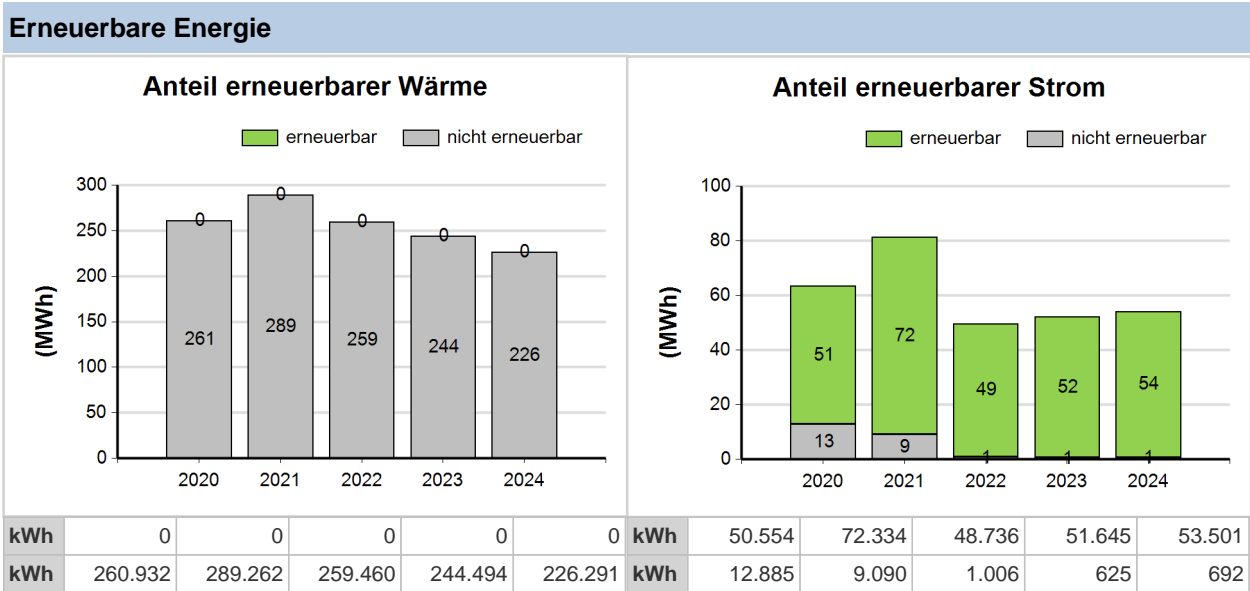 Erneuerbare Energie
Anteil erneuerbarer Wärme
erneuerbar nicht erneuerbar
(MWh)
300
250
200
150
100
50
0
0 0 0 0 0
261 289 259 244 226
2020 2021 2022 2023 2024
kWh 0 0 0 0 0
kWh 260.932 289.262 259.460 244.494 226.291
Anteil erneuerbarer Strom
erneuerbar nicht erneuerbar
(MWh)
100
80
60
40
20
0
51 72 49 52 54
13 9 1 1 1
2020 2021 2022 2023 2024
kWh 50.554 72.334 48.736 51.645 53.501
kWh 12.885 9.090 1.006 625 692